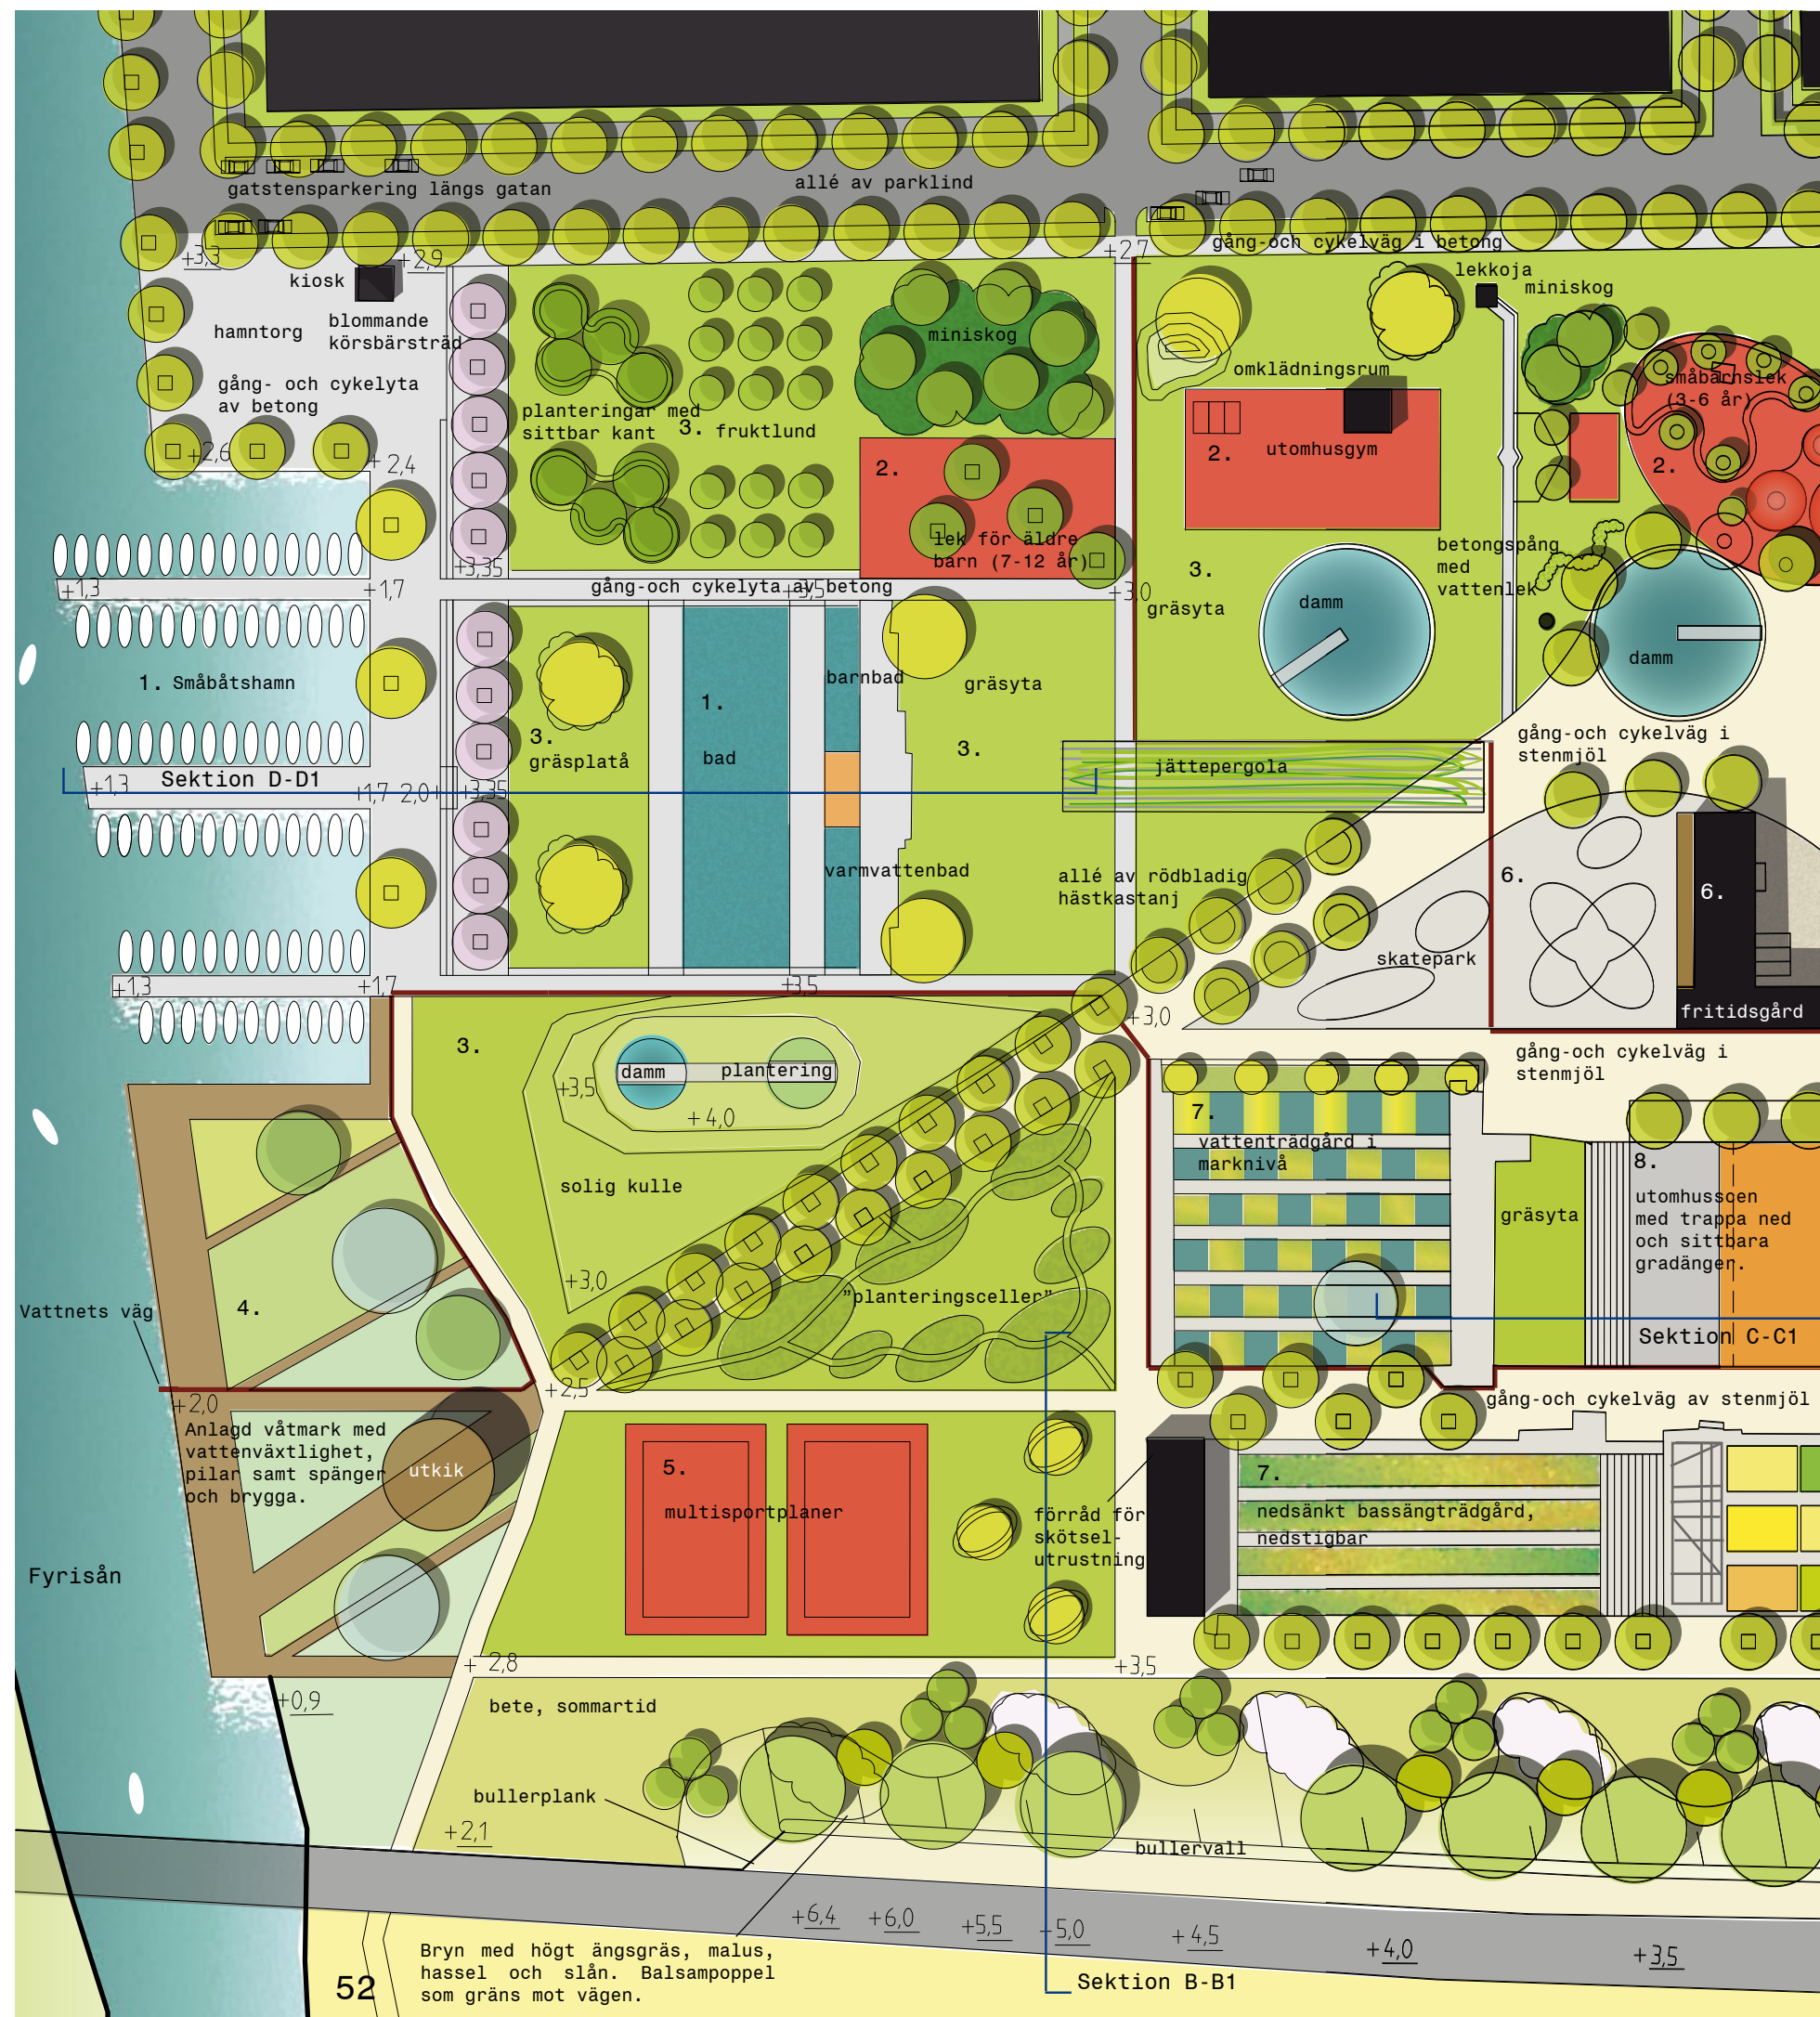 gatstensparkering längs gatan
allé av parklind
gång-och cykelväg i betong
+3,3
+2,9
+2,7
kiosk
hamntorg
blommande
körsbärsträd
gång- och cykelyta
av betong
+2,6
+2,4
planteringar med
sittbar kant
3.
fruktlund
miniskog
2.
lek för äldre
barn (7-12 år)
lekkoja
miniskog
omklädningsrum
2.
utomhusgym
småbarnslek
(3-6 år)
2.
betongspång
med
vattenlek
3.
gräsyta
damm
damm
+3,35
gång-och cykelyta av betong
+3,5
+3,0
+1,3
+1,7
1. Småbåtshamn
3.
gräsplatå
1.
bad
barnbad
gräsyta
3.
varmvattenbad
+1,3
Sektion D-D1
+1,7
2,0+
+3,35
jättepergola
gång-och cykelväg i
stenmjöl
allé av rödbladig
hästkastanj
skatepark
6.
6.
fritidsgård
+1,3
+1,7
+3,5
+3,0
gång-och cykelväg i
stenmjöl
3.
damm
plantering
+3,5
+4,0
solig kulle
+3,0
"planteringsceller"
7.
vattenträdgård i
marknivå
gräsyta
8.
utomhusscen
med trappa ned
och sittbara
gradänger.
Sektion C-C1
4.
Vattnets väg
+2,0
+2,5
gång-och cykelväg av stenmjöl
Anlagd våtmark med
vattenväxtlighet,
pilar samt spänger
och brygga.
utkik
5.
multisportplaner
förråd för
skötsel-
utrustning
7.
nedsänkt bassängträdgård,
nedstigbar
Fyrisån
+2,8
+3,5
+0,9
bete, sommartid
bullerplank
+2,1
bullervall
+6,4
+6,0
+5,5
+5,0
+4,5
+4,0
+3,5
Bryn med högt ängsgräs, malus,
hassel och slån. Balsampoppel
som gräns mot vägen.
Sektion B-B1
52